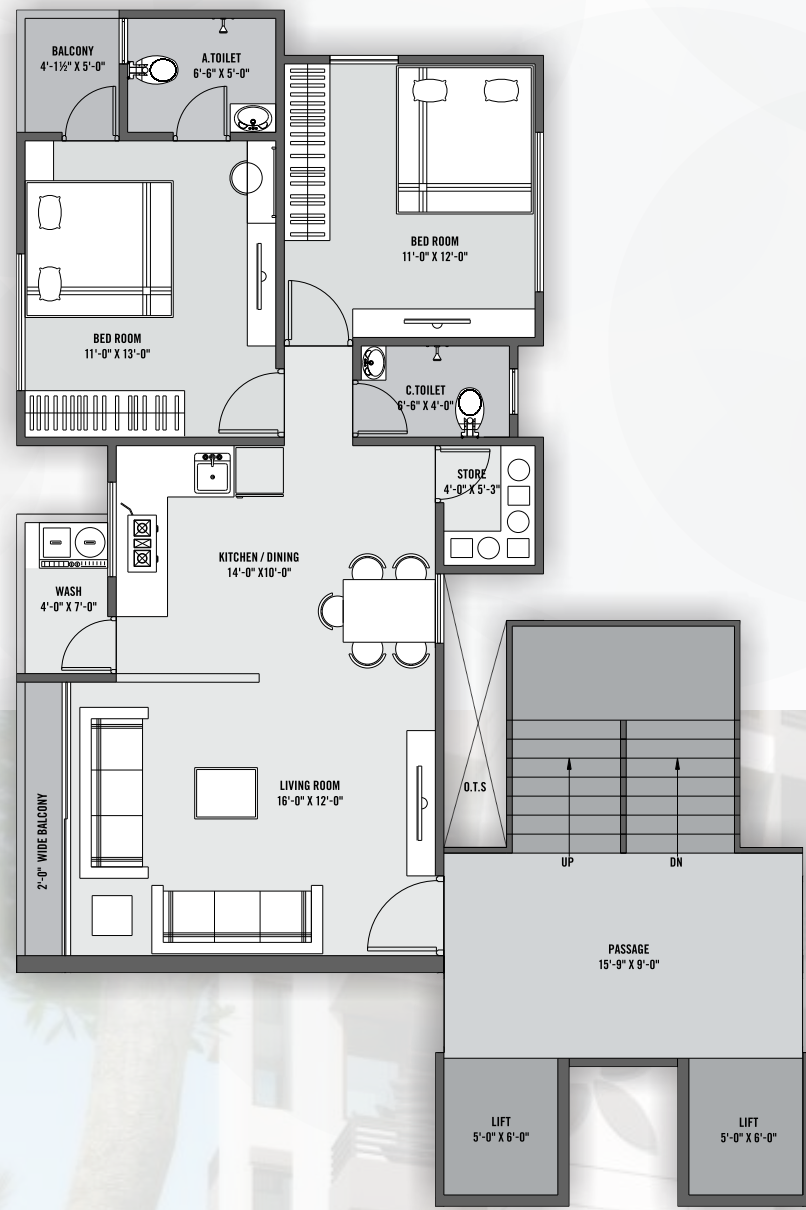 BALCONY
4'-1½" X 5'-0"
A.TOILET
6'-6" X 5'-0"
BED ROOM
11'-0" X 12'-0"
BED ROOM
11'-0" X 13'-0"
C.TOILET
6'-6" X 4'-0"
STORE
4'-0" X 5'-3"
KITCHEN / DINING
14'-0" X10'-0"
WASH
4'-0" X 7'-0"
LIVING ROOM
16'-0" X 12'-0"
O.T.S
2'-0" WIDE BALCONY
UP
DN
PASSAGE
15'-9" X 9'-0"
LIFT
5'-0" X 6'-0"
LIFT
5'-0" X 6'-0"